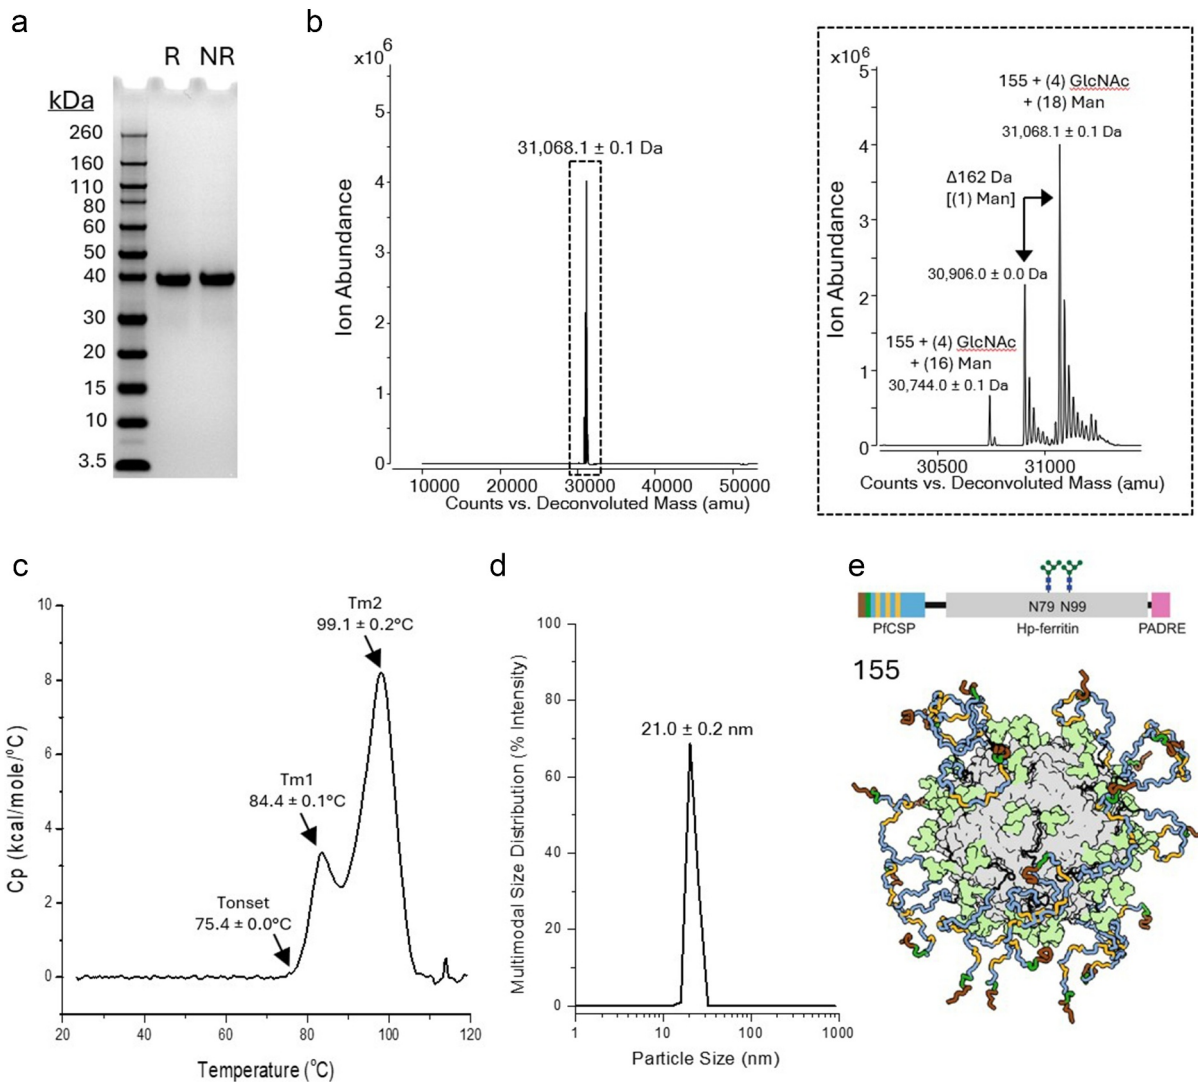 a
R NR
kDa
260
160
110
80
60
50
40
30
20
15
10
3.5
b
x10⁶
5
4
3
2
1
0
Ion Abundance
31,068.1 ± 0.1 Da
10000 20000 30000 40000 50000
Counts vs. Deconvoluted Mass (amu)
x10⁶
5
4
3
2
1
0
Ion Abundance
155 + (4) GlcNAc
+ (18) Man
31,068.1 ± 0.1 Da
Δ162 Da
[(1) Man]
30,906.0 ± 0.0 Da
155 + (4) GlcNAc
+ (16) Man
30,744.0 ± 0.1 Da
30500 31000
Counts vs. Deconvoluted Mass (amu)
c
10
8
6
4
2
0
Cp (kcal/mole/°C)
Tm2
99.1 ± 0.2°C
Tm1
84.4 ± 0.1°C
Tonset
75.4 ± 0.0°C
20 40 60 80 100 120
Temperature (°C)
d
100
80
60
40
20
0
Multimodal Size Distribution (% Intensity)
21.0 ± 0.2 nm
1 10 100 1000
Particle Size (nm)
e
N79 N99
PfCSP Hp-ferritin PADRE
155